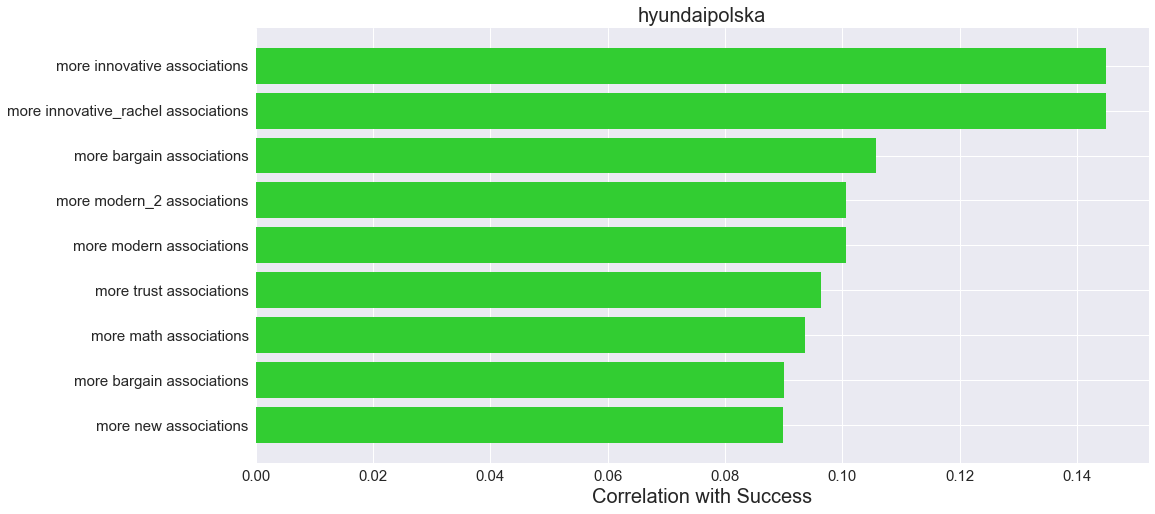 hyundaipolska
more innovative associations
more innovative_rachel associations
more bargain associations
more modern_2 associations
more modern associations
more trust associations
more math associations
more bargain associations
more new associations
0.00 0.02 0.04 0.06 0.08 0.10 0.12 0.14
Correlation with Success